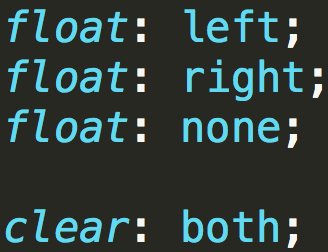 float: left;
float: right;
float: none;
clear: both;